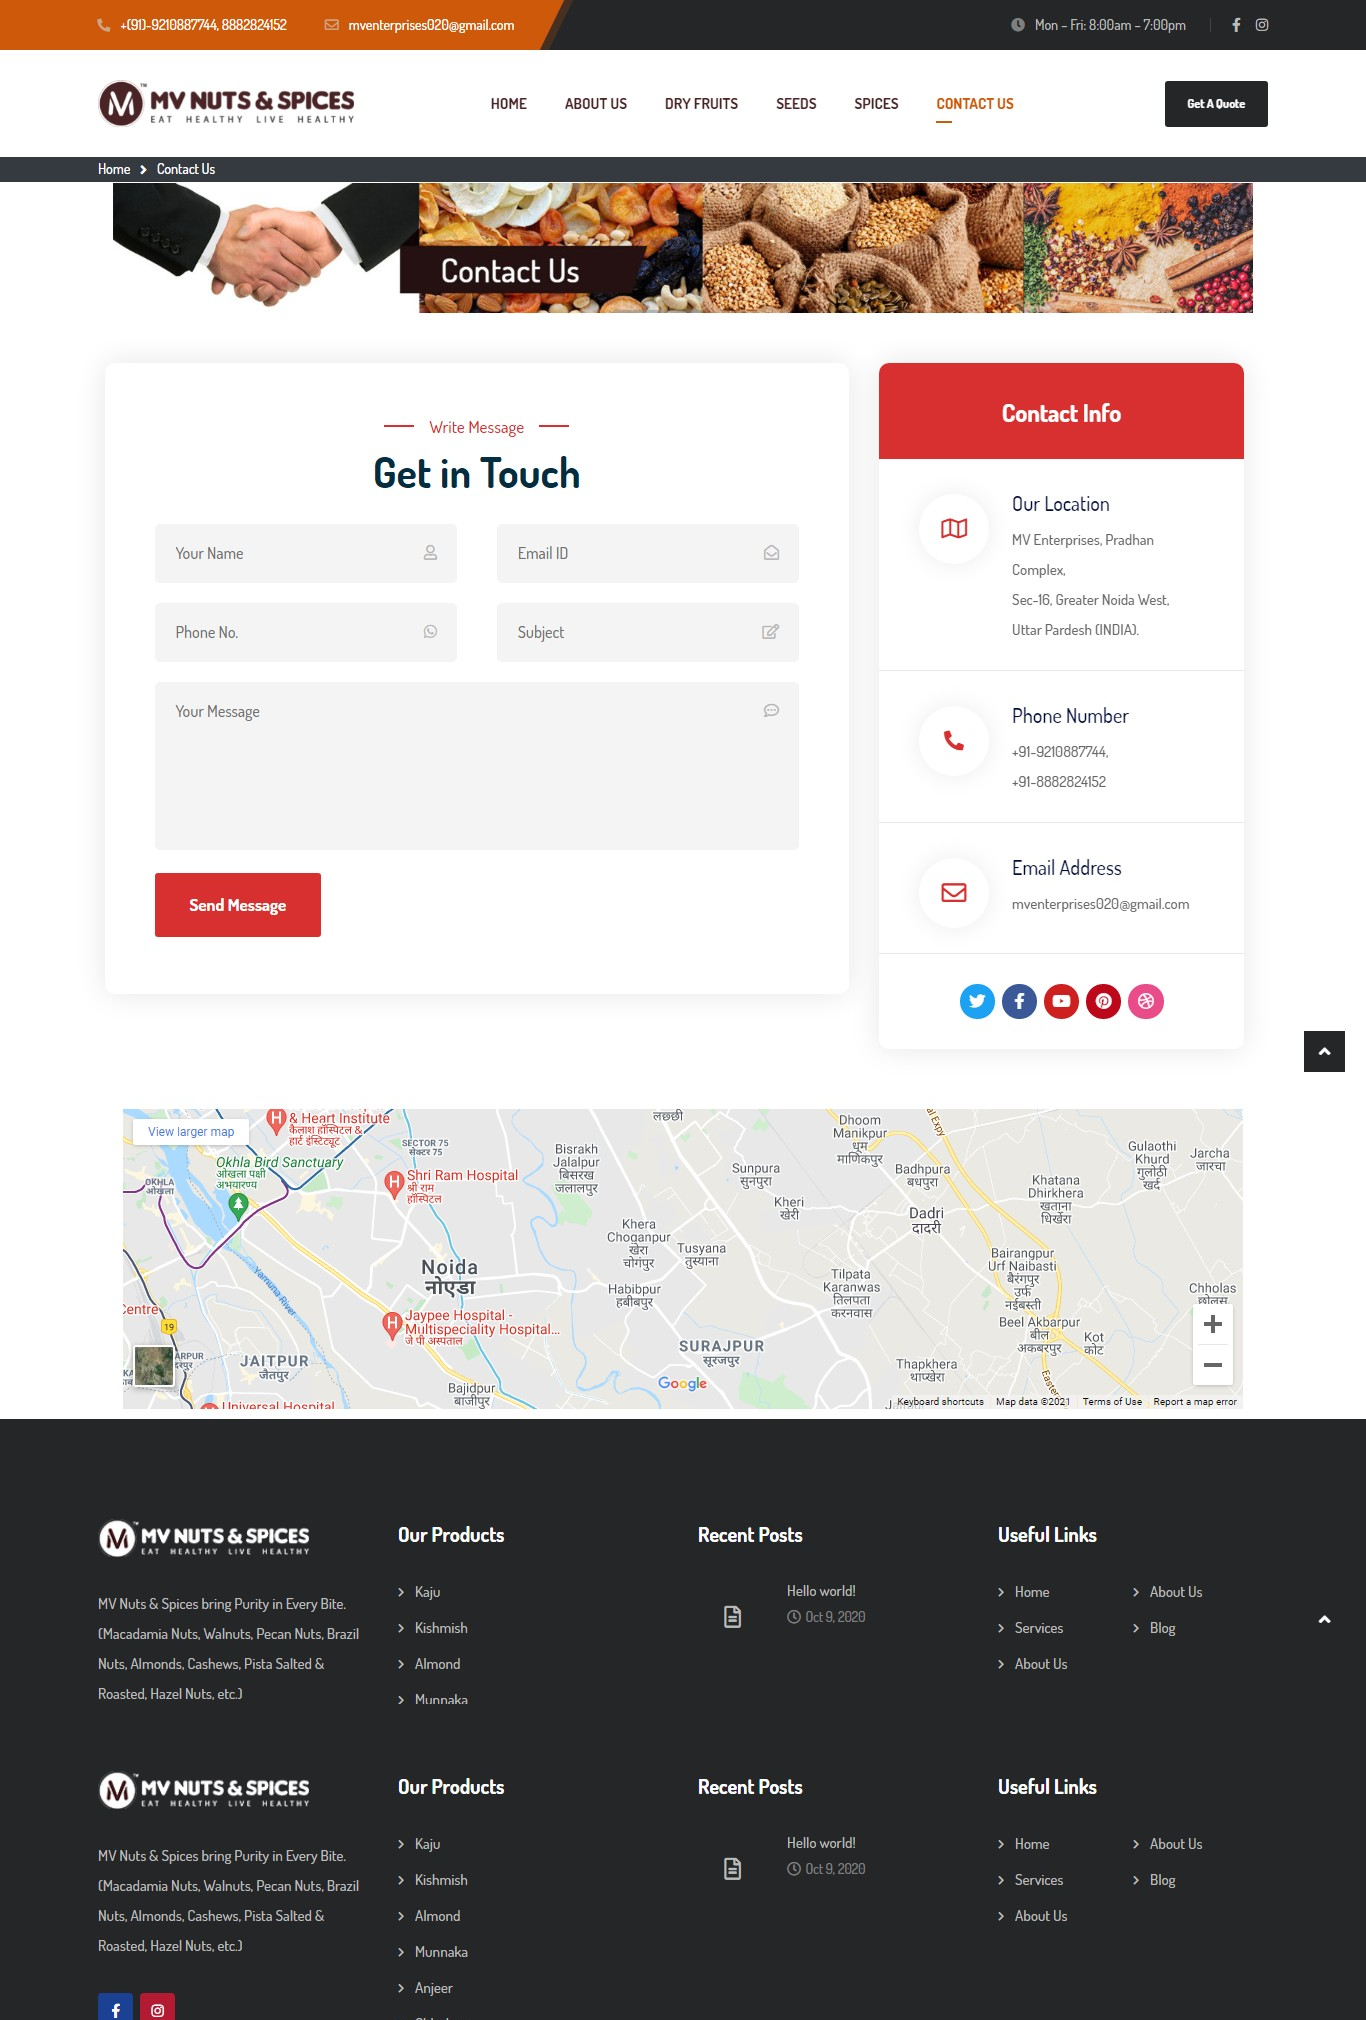 +(91)-9210887744, 8882824152
mventerprises020@gmail.com
Mon – Fri: 8:00am – 7:00pm
MV NUTS & SPICES
™
EAT HEALTHY LIVE HEALTHY
HOME
ABOUT US
DRY FRUITS
SEEDS
SPICES
CONTACT US
Get A Quote
Home
Contact Us
Contact Us
Write Message
Get in Touch
Your Name
Email ID
Phone No.
Subject
Your Message
Send Message
Contact Info
Our Location
MV Enterprises, Pradhan
Complex,
Sec-16, Greater Noida West,
Uttar Pardesh (INDIA).
Phone Number
+91-9210887744,
+91-8882824152
Email Address
mventerprises020@gmail.com
View larger map
& Heart Institute
कैलाश हॉस्पिटल &
हार्ट इंस्टिट्यूट
Okhla Bird Sanctuary
ओखला पक्षी
अभयारण्य
OKHLA
ओखला
SECTOR 75
सेक्टर 75
Shri Ram Hospital
श्री राम
हॉस्पिटल
Bisrakh
Jalalpur
बिसरख
जलालपुर
लछ्छी
Sunpura
सुनपुरा
Kheri
खेरी
Dhoom
Manikpur
धूम
माणिकपुर
al Expy
Badhpura
बधपुरा
Dadri
दादरी
Gulaothi
Khurd
गुलोठी
खर्द
Jarcha
जारचा
Khatana
Dhirkhera
खताना
धिर्खेरा
Khera
Choganpur
खेरा
चोगंपुर
Tusyana
तुस्याना
Noida
नोएडा
Yamuna River
Habibpur
हबीबपुर
Bairangpur
Urf Naibasti
बैरंगपुर
उर्फ
नईबस्ती
Tilpata
Karanwas
तिलपता
करनवास
Chholas
छोलस
Centre
19
Jaypee Hospital -
Multispeciality Hospital...
जे पी अस्पताल
SURAJPUR
सूरजपुर
Beel Akbarpur
बील
अकबरपुर
Kot
कोट
JAITPUR
जैतपुर
Thapkhera
थाप्खेरा
Bajidpur
बाजीदपुर
Universal Hospital
Google
Keyboard shortcuts
Map data ©2021
Terms of Use
Report a map error
MV NUTS & SPICES
™
EAT HEALTHY LIVE HEALTHY
MV Nuts & Spices bring Purity in Every Bite.
(Macadamia Nuts, Walnuts, Pecan Nuts, Brazil
Nuts, Almonds, Cashews, Pista Salted &
Roasted, Hazel Nuts, etc.)
Our Products
Kaju
Kishmish
Almond
Munnaka
Recent Posts
Hello world!
Oct 9, 2020
Useful Links
Home
About Us
Services
Blog
About Us
MV NUTS & SPICES
™
EAT HEALTHY LIVE HEALTHY
MV Nuts & Spices bring Purity in Every Bite.
(Macadamia Nuts, Walnuts, Pecan Nuts, Brazil
Nuts, Almonds, Cashews, Pista Salted &
Roasted, Hazel Nuts, etc.)
Our Products
Kaju
Kishmish
Almond
Munnaka
Anjeer
Recent Posts
Hello world!
Oct 9, 2020
Useful Links
Home
About Us
Services
Blog
About Us